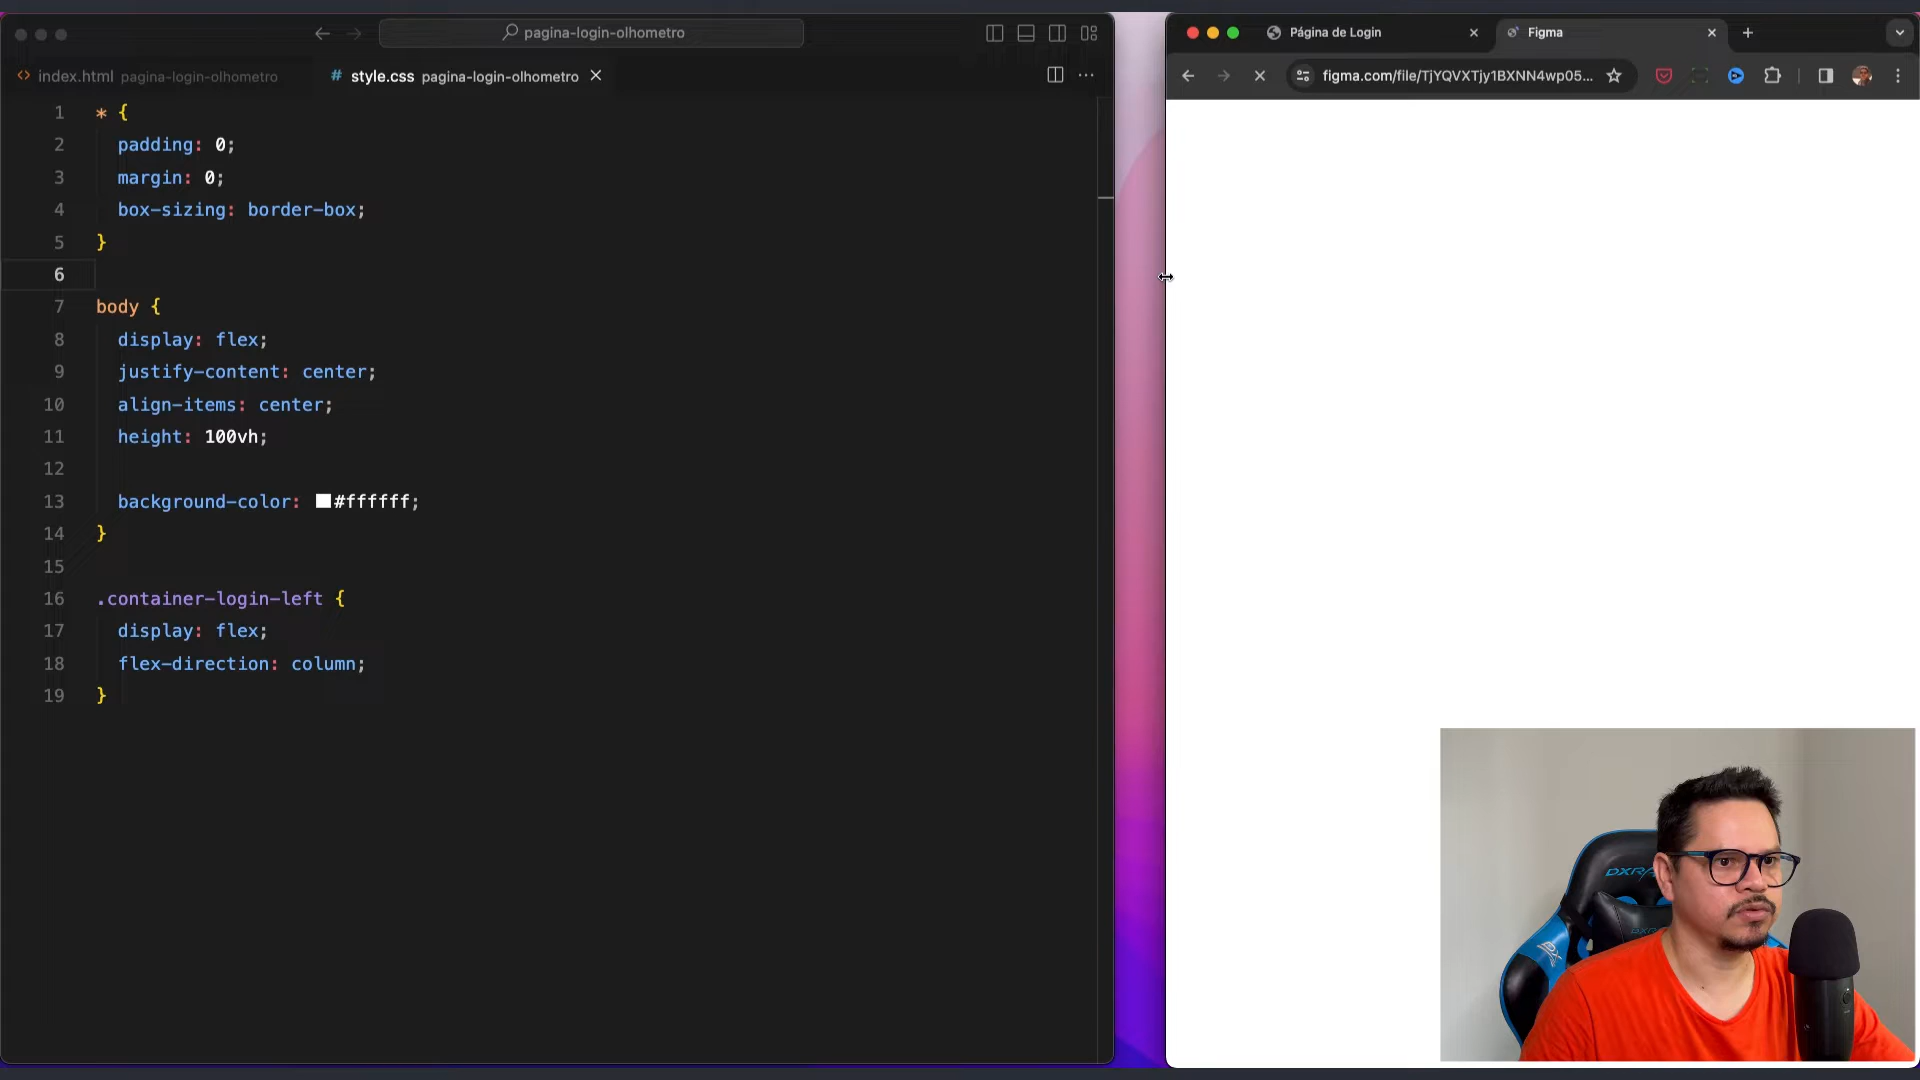 pagina-login-olhometro
index.html pagina-login-olhometro
# style.css pagina-login-olhometro
1 * {
2 padding: 0;
3 margin: 0;
4 box-sizing: border-box;
5 }
6
7 body {
8 display: flex;
9 justify-content: center;
10 align-items: center;
11 height: 100vh;
12
13 background-color: #ffffff;
14 }
15
16 .container-login-left {
17 display: flex;
18 flex-direction: column;
19 }
Página de Login
Figma
figma.com/file/TjYQVXTjy1BXNN4wp05...